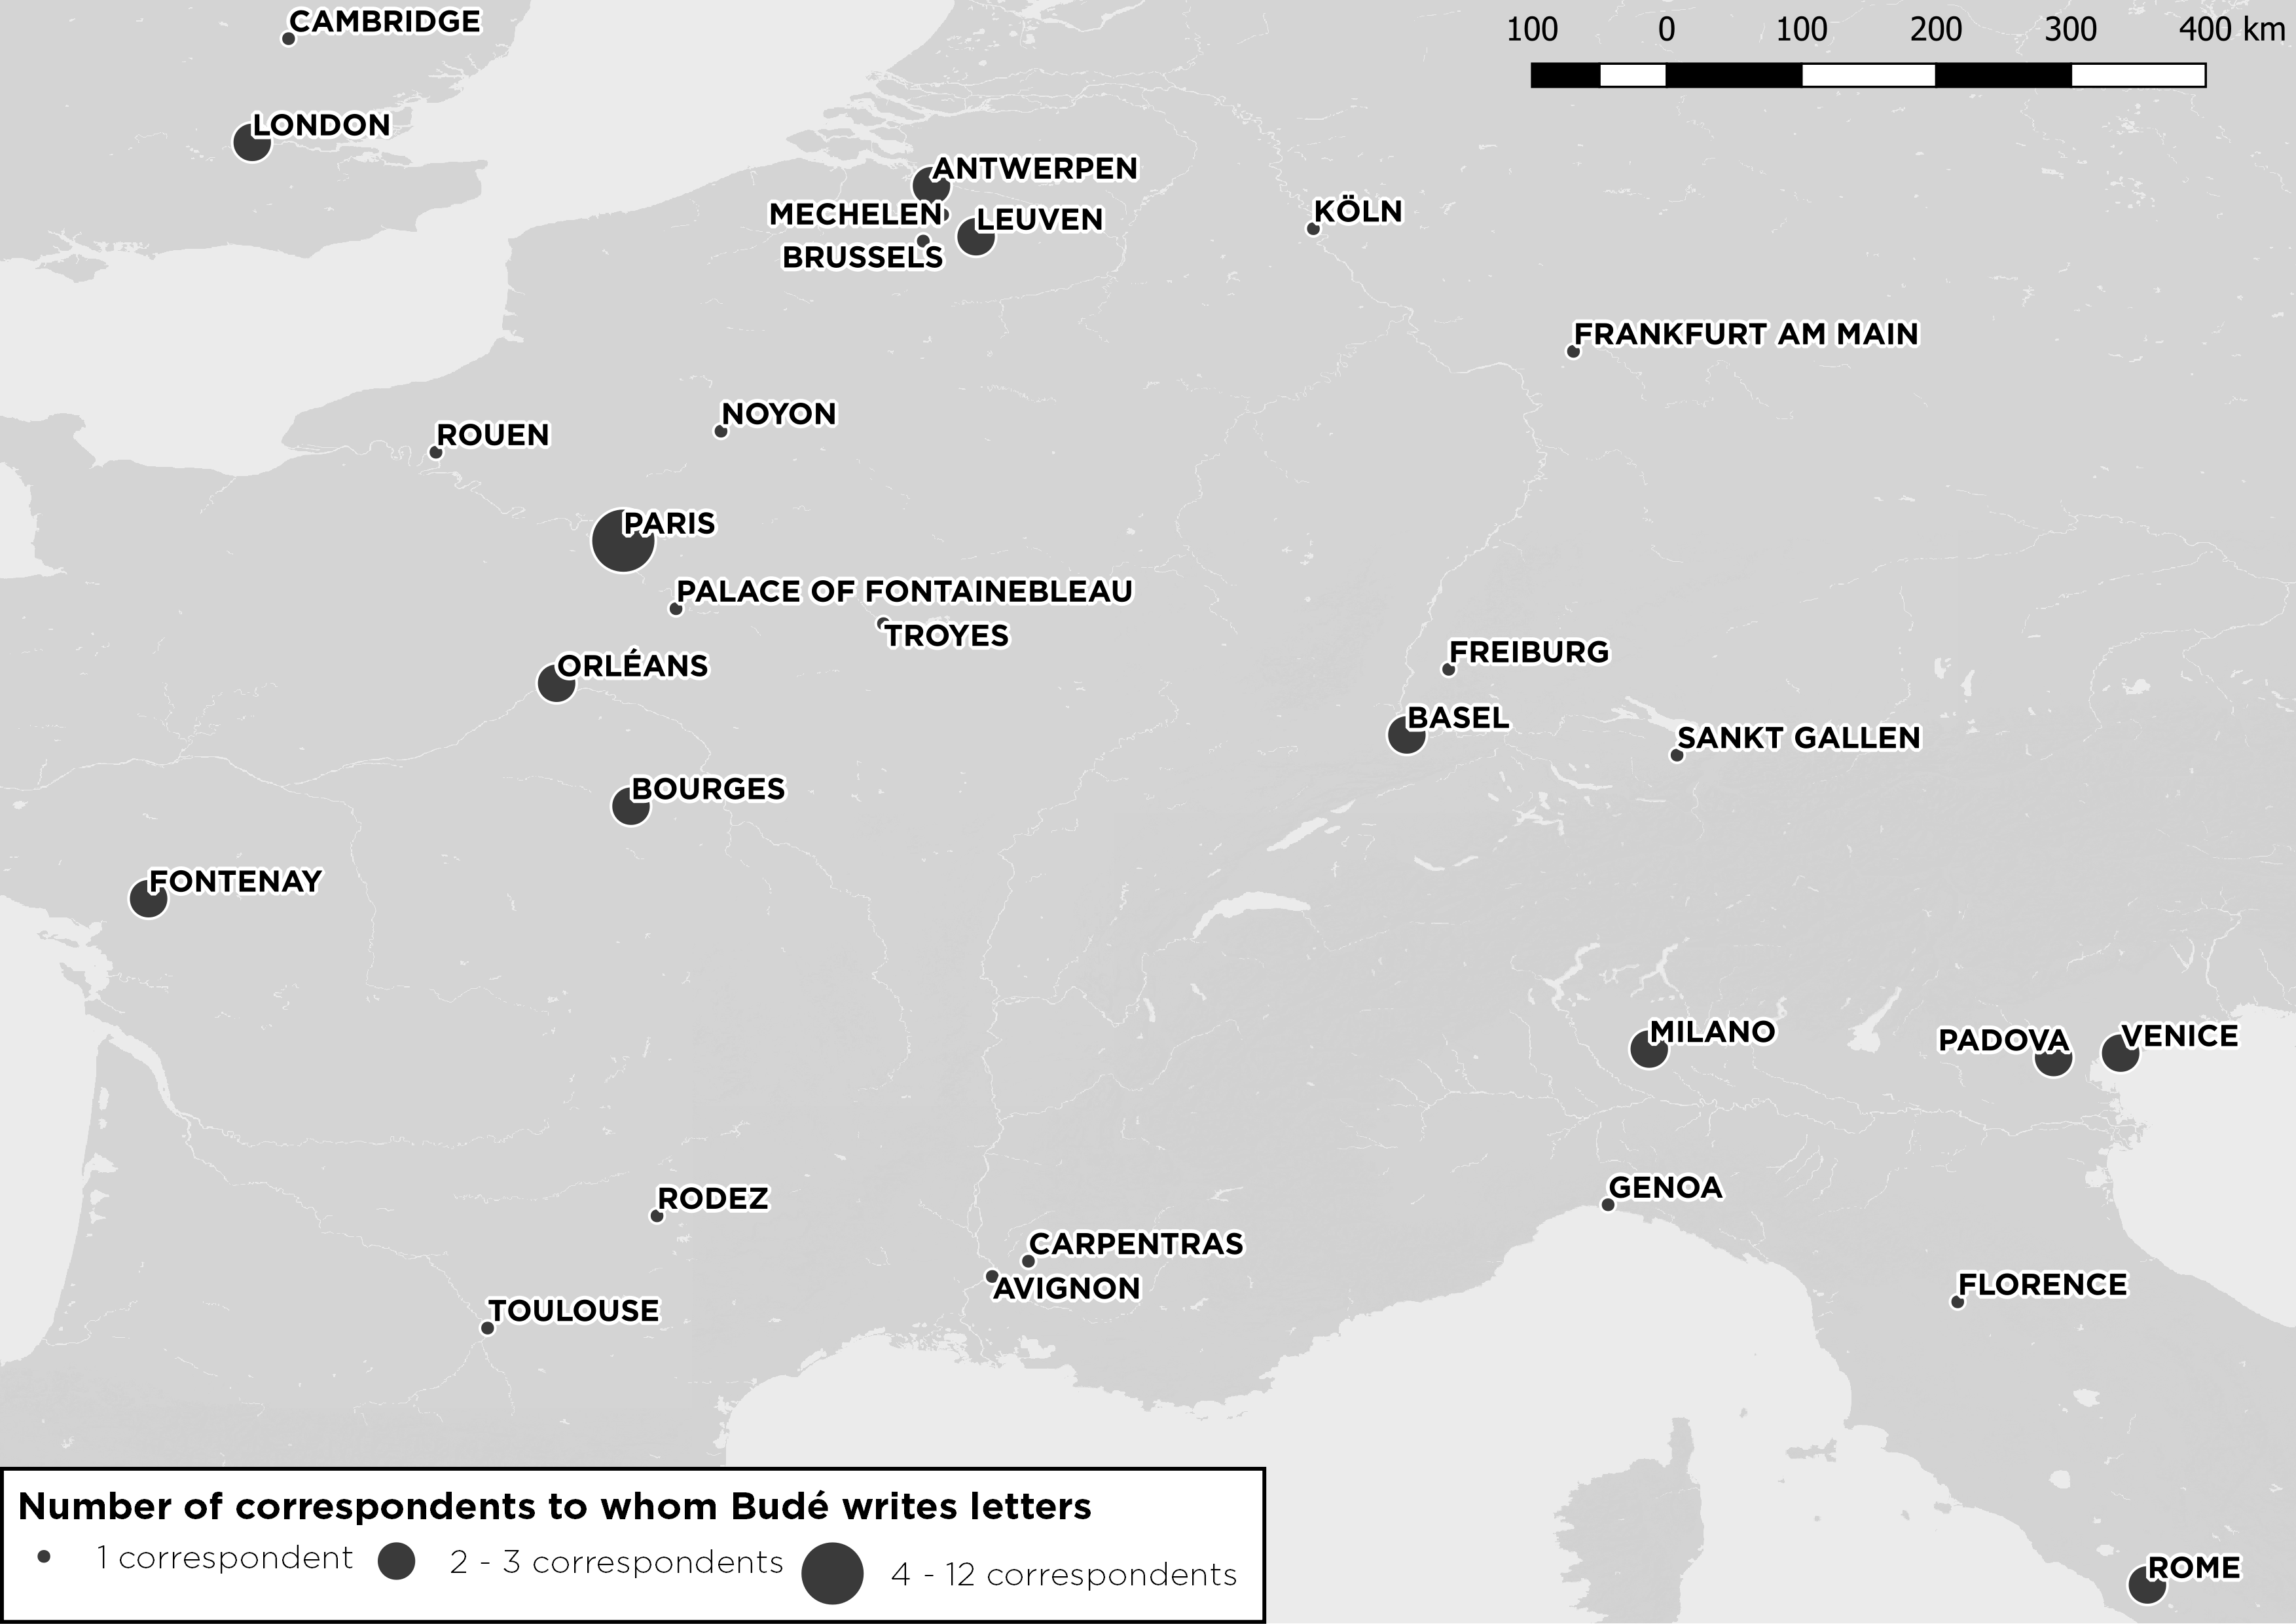 CAMBRIDGE
100 0 100 200 300 400 km
LONDON
ANTWERPEN
MECHELEN
LEUVEN
KÖLN
BRUSSELS
FRANKFURT AM MAIN
NOYON
ROUEN
PARIS
PALACE OF FONTAINEBLEAU
TROYES
FREIBURG
ORLÉANS
BASEL
SANKT GALLEN
BOURGES
FONTENAY
MILANO
PADOVA
VENICE
GENOA
RODEZ
CARPENTRAS
AVIGNON
FLORENCE
TOULOUSE
Number of correspondents to whom Budé writes letters
1 correspondent
2 - 3 correspondents
4 - 12 correspondents
ROME